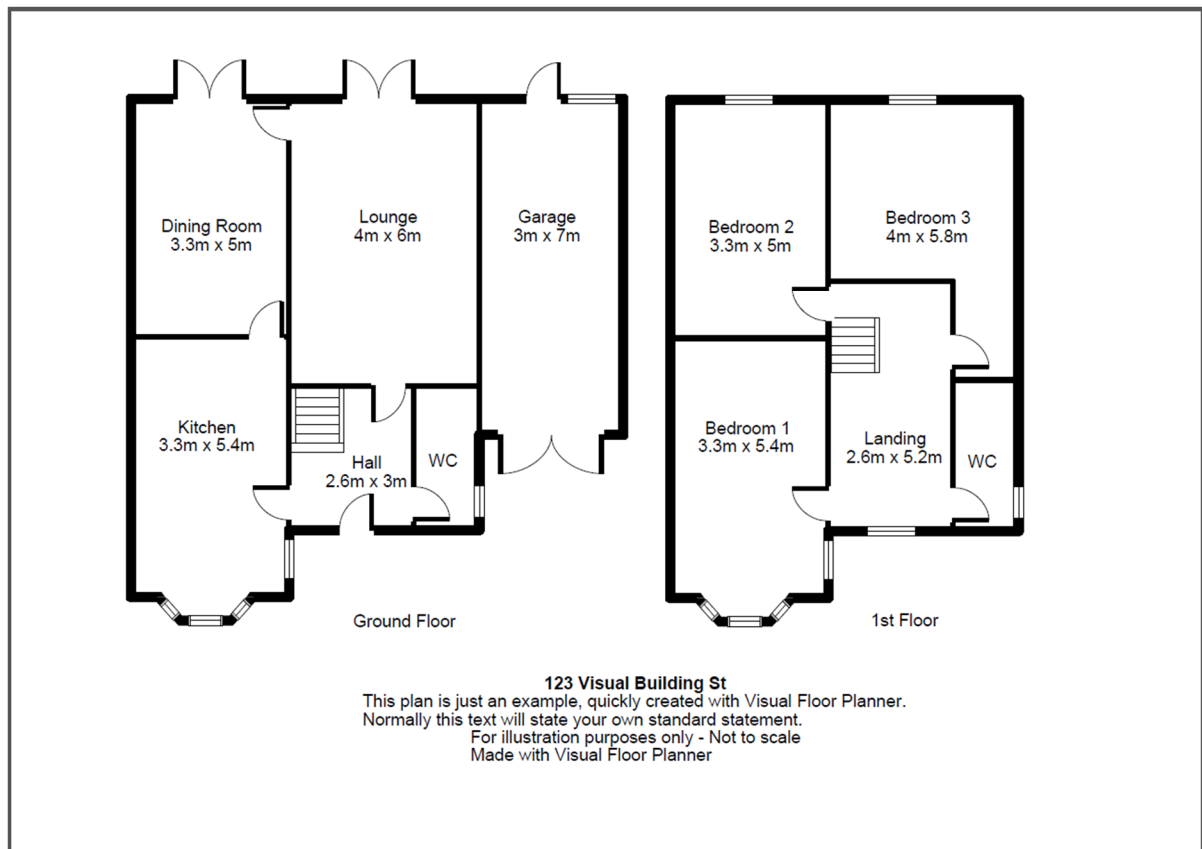 Dining Room
3.3m x 5m
Lounge
4m x 6m
Garage
3m x 7m
Kitchen
3.3m x 5.4m
Hall
2.6m x 3m
WC
Ground Floor
Bedroom 2
3.3m x 5m
Bedroom 3
4m x 5.8m
Bedroom 1
3.3m x 5.4m
Landing
2.6m x 5.2m
WC
1st Floor
123 Visual Building St
This plan is just an example, quickly created with Visual Floor Planner.
Normally this text will state your own standard statement.
For illustration purposes only - Not to scale
Made with Visual Floor Planner